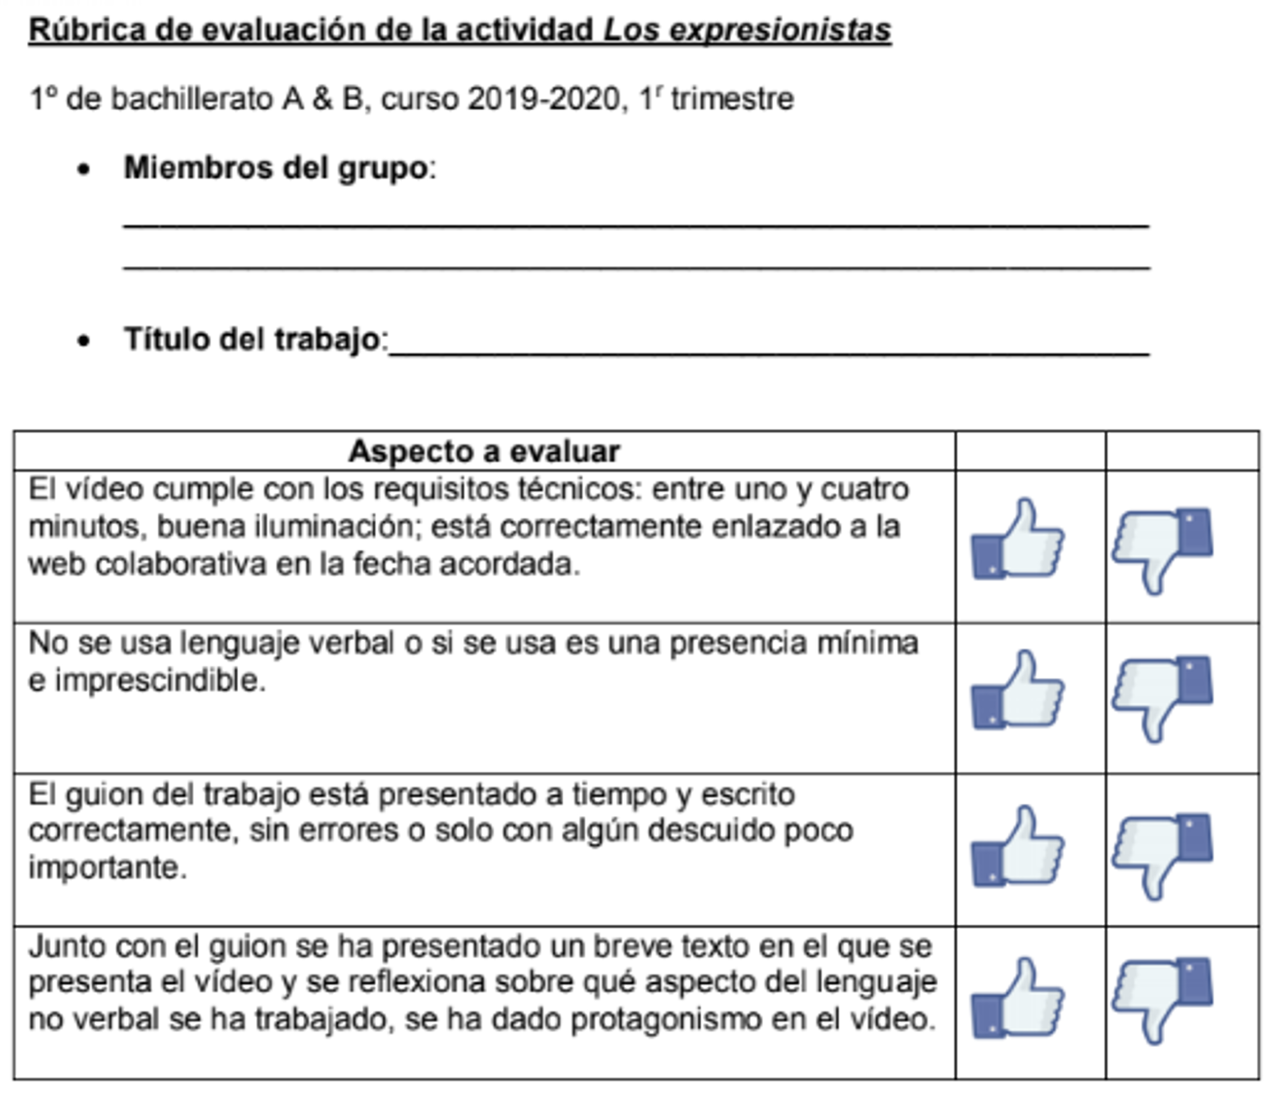 Rúbrica de evaluación de la actividad Los expresionistas
1º de bachillerato A & B, curso 2019-2020, 1r trimestre
• Miembros del grupo:
• Título del trabajo:
Aspecto a evaluar
El vídeo cumple con los requisitos técnicos: entre uno y cuatro
minutos, buena iluminación; está correctamente enlazado a la
web colaborativa en la fecha acordada.
No se usa lenguaje verbal o si se usa es una presencia mínima
e imprescindible.
El guion del trabajo está presentado a tiempo y escrito
correctamente, sin errores o solo con algún descuido poco
importante.
Junto con el guion se ha presentado un breve texto en el que se
presenta el vídeo y se reflexiona sobre qué aspecto del lenguaje
no verbal se ha trabajado, se ha dado protagonismo en el vídeo.